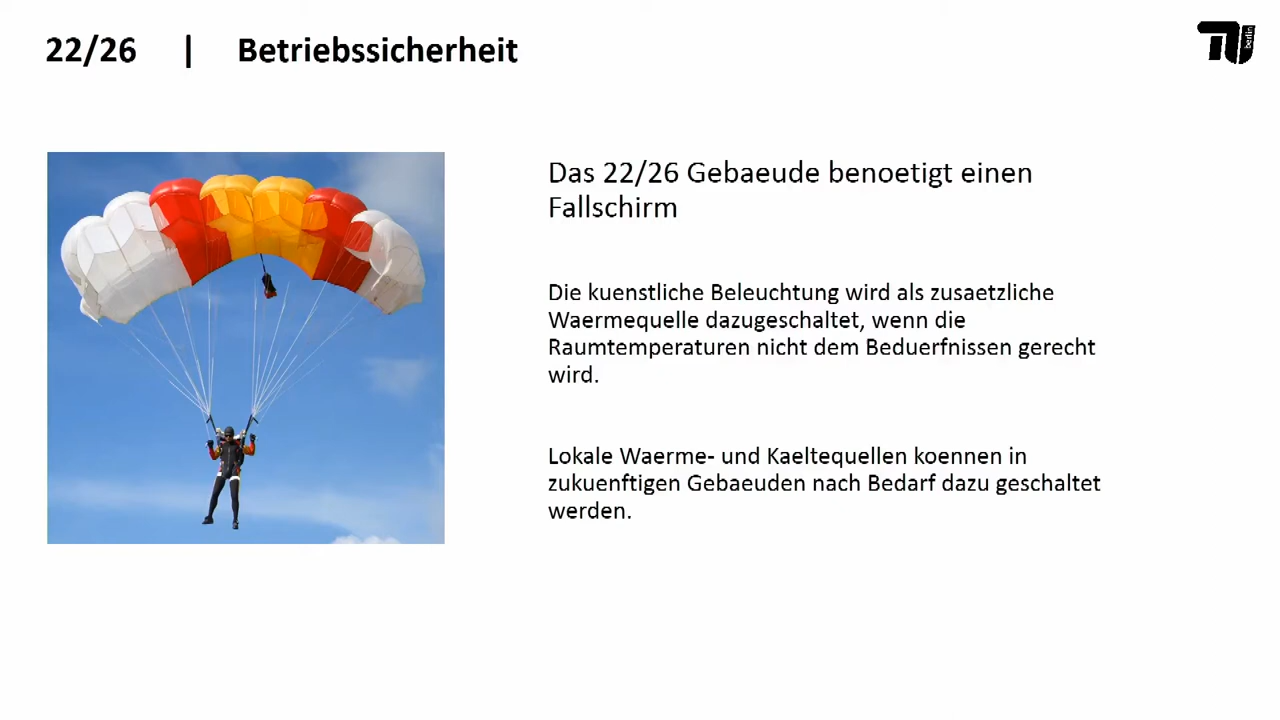 22/26 | Betriebssicherheit
berlin
Das 22/26 Gebaeude benoetigt einen
Fallschirm
Die kuenstliche Beleuchtung wird als zusaetzliche
Waermequelle dazugeschaltet, wenn die
Raumtemperaturen nicht dem Beduerfnissen gerecht
wird.
Lokale Waerme- und Kaeltequellen koennen in
zukuenftigen Gebaeuden nach Bedarf dazu geschaltet
werden.